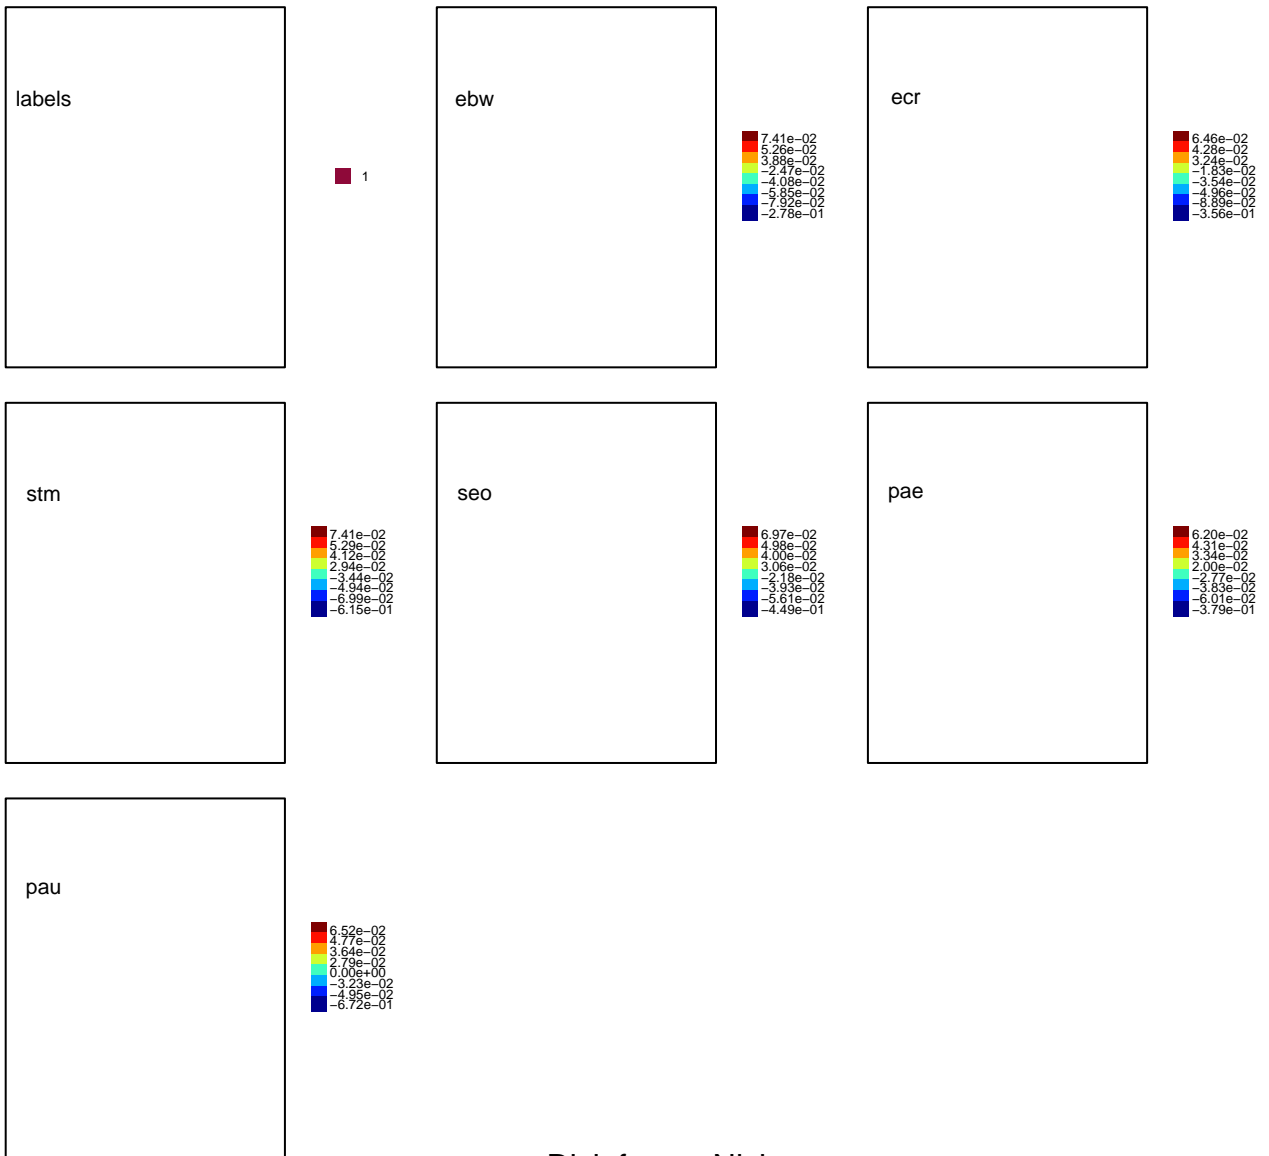 labels
1
ebw
7.41e−02
5.26e−02
3.88e−02
−2.47e−02
−4.08e−02
−5.85e−02
−7.92e−02
−2.78e−01
ecr
6.46e−02
4.28e−02
3.24e−02
−1.83e−02
−3.54e−02
−4.96e−02
−8.89e−02
−3.56e−01
stm
7.41e−02
5.29e−02
4.12e−02
2.94e−02
−3.44e−02
−4.94e−02
−6.99e−02
−6.15e−01
seo
6.97e−02
4.98e−02
4.00e−02
3.06e−02
−2.18e−02
−3.93e−02
−5.61e−02
−4.49e−01
pae
6.20e−02
4.31e−02
3.34e−02
2.00e−02
−2.77e−02
−3.83e−02
−6.01e−02
−3.79e−01
pau
6.52e−02
4.77e−02
3.64e−02
2.79e−02
0.00e+00
−3.23e−02
−4.95e−02
−6.72e−01